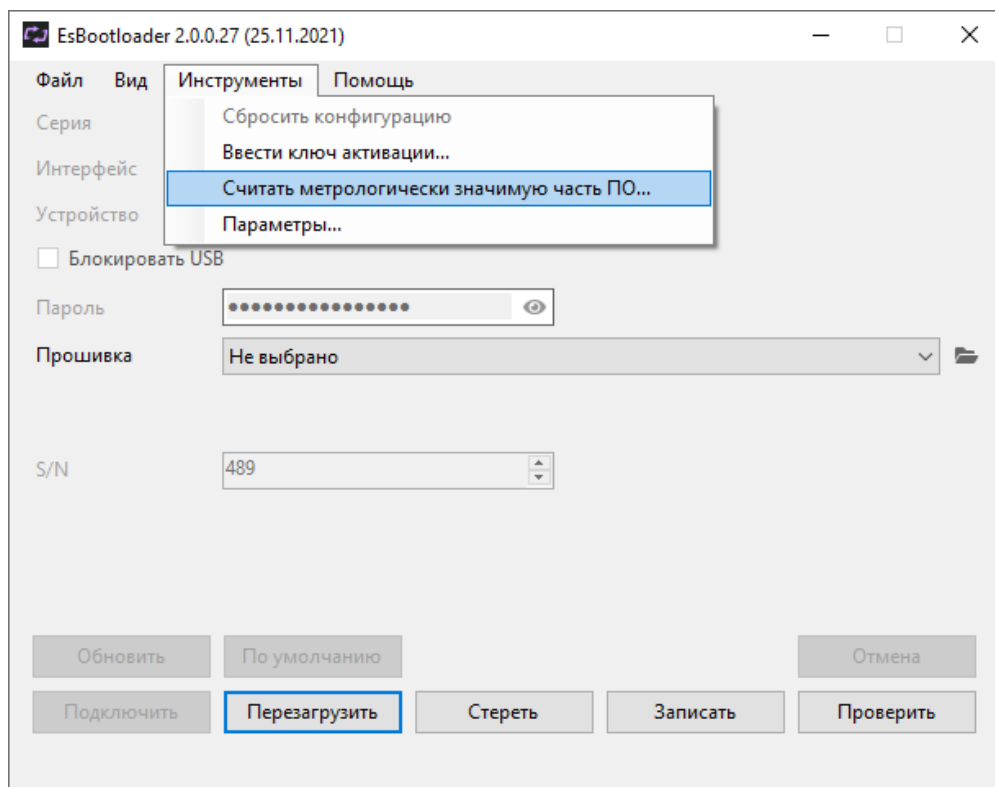 EsBootloader 2.0.0.27 (25.11.2021)
Файл Вид Инструменты Помощь
Сбросить конфигурацию
Ввести ключ активации...
Считать метрологически значимую часть ПО...
Параметры...
Серия
Интерфейс
Устройство
Блокировать USB
Пароль
Прошивка Не выбрано
S/N 489
Обновить По умолчанию Отмена
Подключить Перезагрузить Стереть Записать Проверить